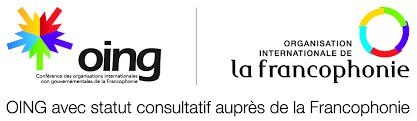 oing
Conférence des organisations internationales
non gouvernementales de la Francophonie
ORGANISATION
INTERNATIONALE DE
la francophonie
OING avec statut consultatif auprès de la Francophonie